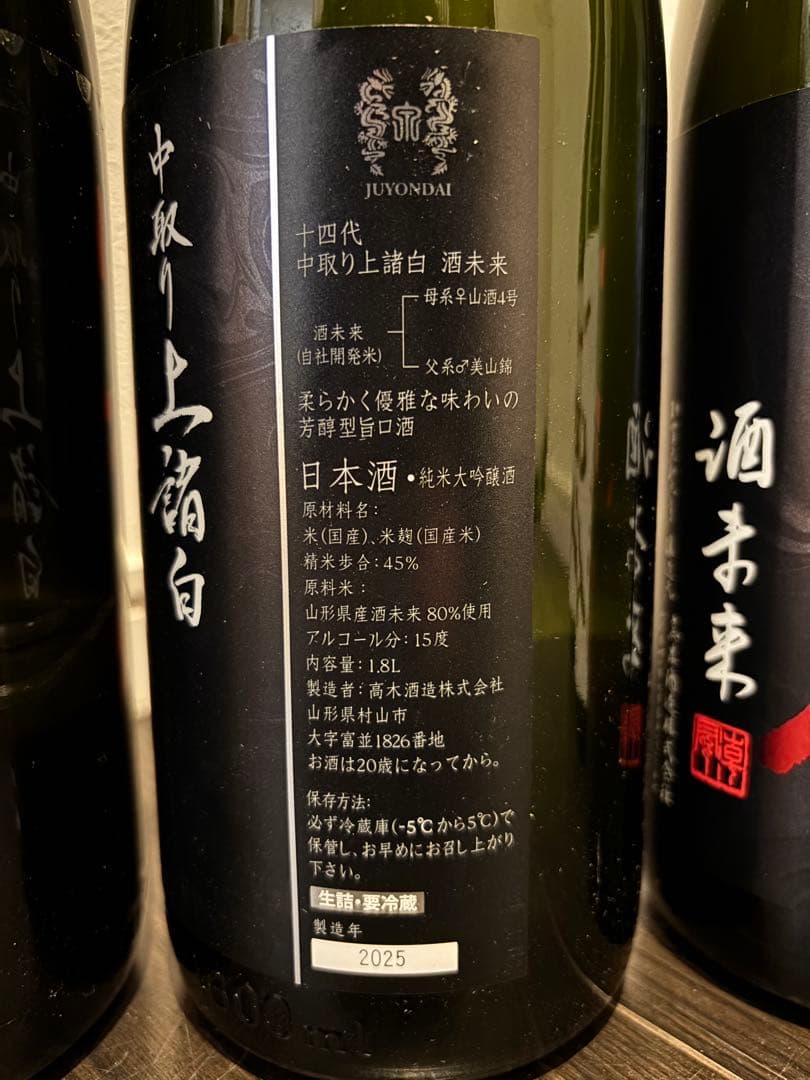 中取り上諸白
JUYONDAI
十四代
中取り上諸白 酒未来
母系♀山酒4号
酒未来
(自社開発米)
父系♂美山錦
柔らかく優雅な味わいの
芳醇型旨口酒
日本酒・純米大吟醸酒
原材料名:
米(国産)、米麹(国産米)
精米歩合:45%
原料米:
山形県産酒未来 80%使用
アルコール分:15度
内容量:1.8L
製造者:高木酒造株式会社
山形県村山市
大字富並1826番地
お酒は20歳になってから。
保存方法:
必ず冷蔵庫(-5℃から5℃)で
保管し、お早めにお召し上がり
下さい。
生詰・要冷蔵
製造年
2025
酒未来